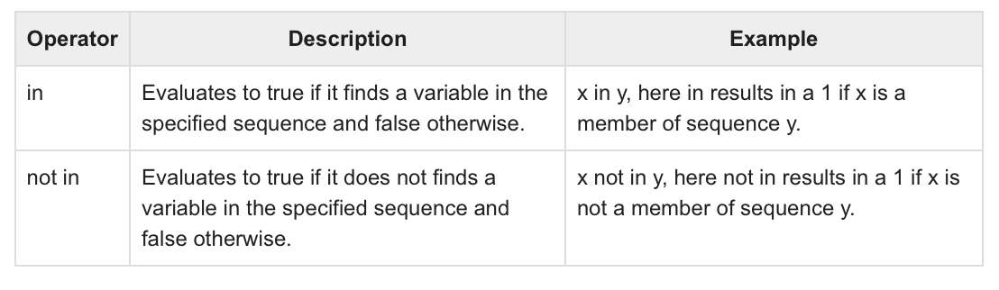 Operator Description Example
in Evaluates to true if it finds a variable in the x in y, here in results in a 1 if x is a
specified sequence and false otherwise. member of sequence y.
not in Evaluates to true if it does not finds a x not in y, here not in results in a 1 if x is
variable in the specified sequence and not a member of sequence y.
false otherwise.